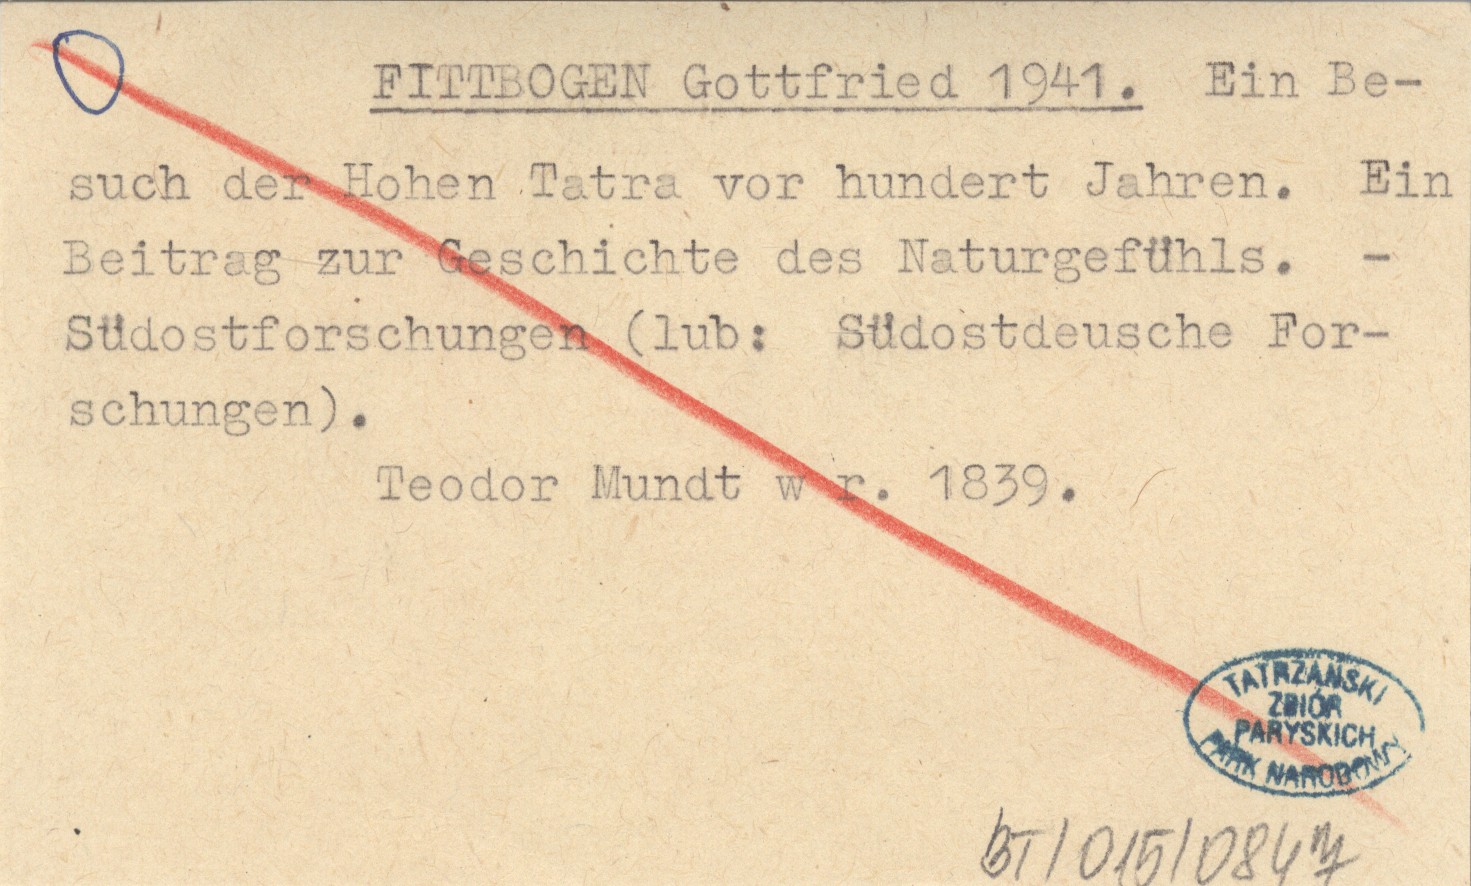 FITTBOGEN Gottfried 1941. Ein Be-
such der Hohen Tatra vor hundert Jahren. Ein
Beitrag zur Geschichte des Naturgefühls. -
Südostforschungen (lub: Südostdeusche For-
schungen).
Teodor Mundt w r. 1839.
TATRZAŃSKI
ZBIÓR
PARYSKICH
PARK NARODOWY
BT/015/0847